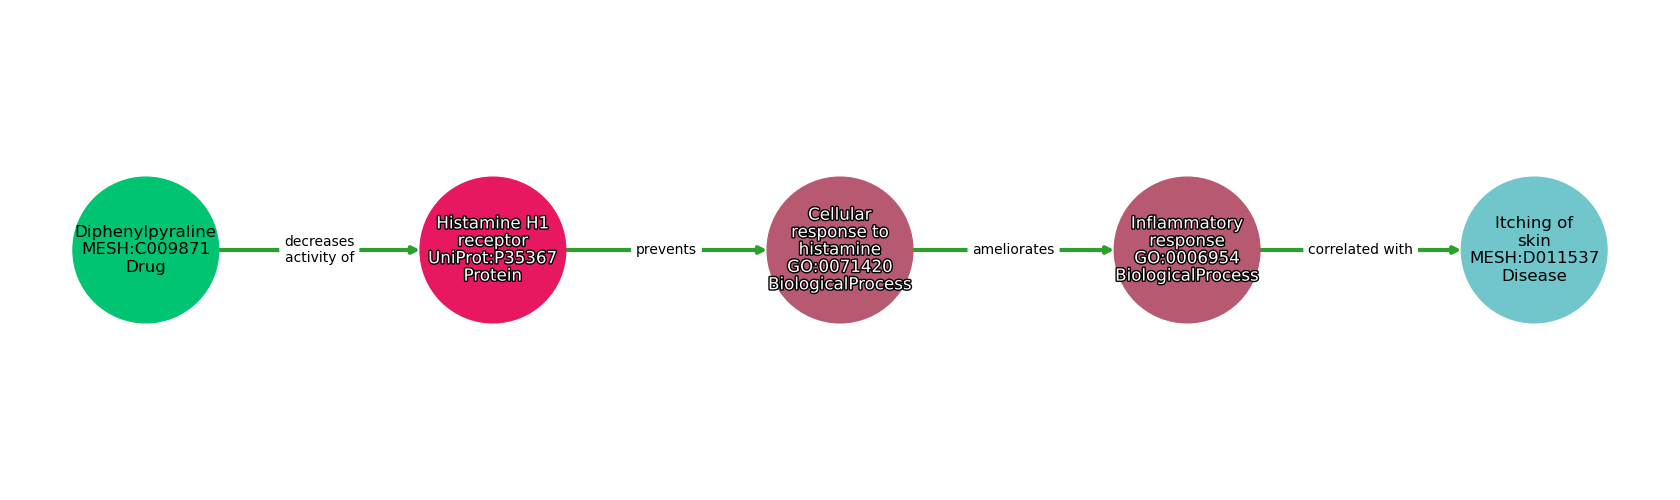 Diphenylpyraline
MESH:C009871
Drug
decreases
activity of
Histamine H1
receptor
UniProt:P35367
Protein
prevents
Cellular
response to
histamine
GO:0071420
BiologicalProcess
ameliorates
Inflammatory
response
GO:0006954
BiologicalProcess
correlated with
Itching of
skin
MESH:D011537
Disease